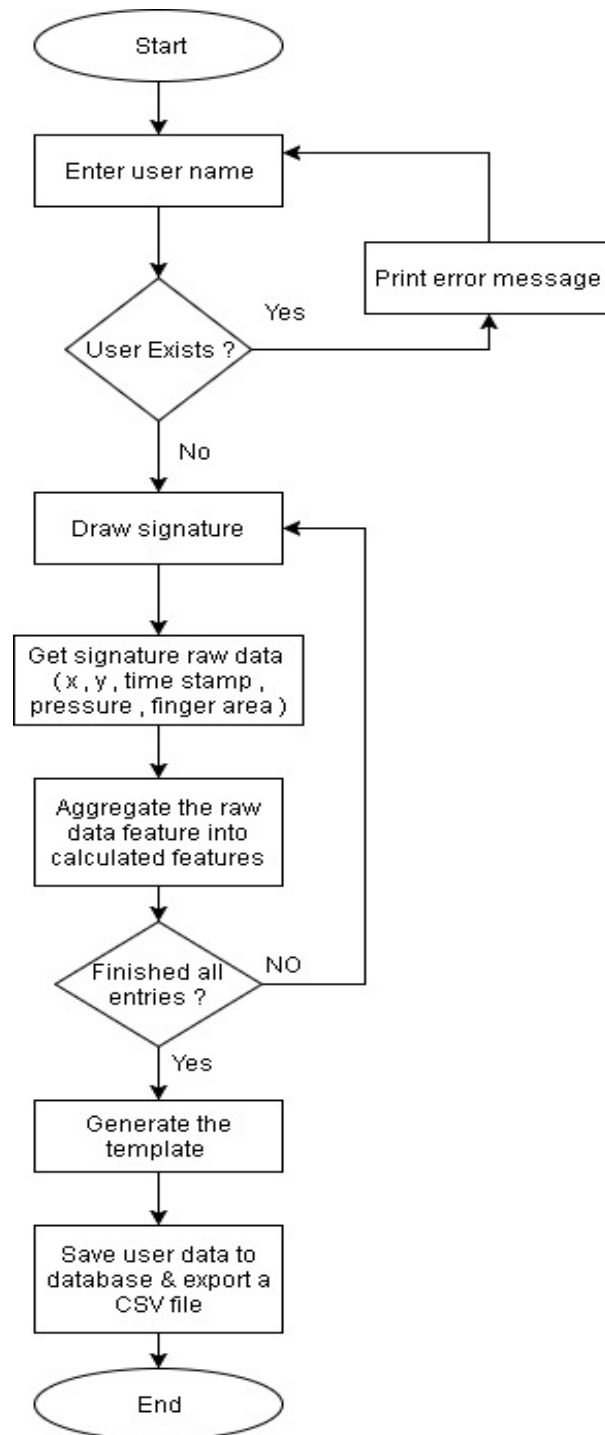 Start
Enter user name
Print error message
Yes
User Exists ?
No
Draw signature
Get signature raw data
( x , y , time stamp ,
pressure , finger area )
Aggregate the raw
data feature into
calculated features
Finished all
entries ?
NO
Yes
Generate the
template
Save user data to
database & export a
CSV file
End